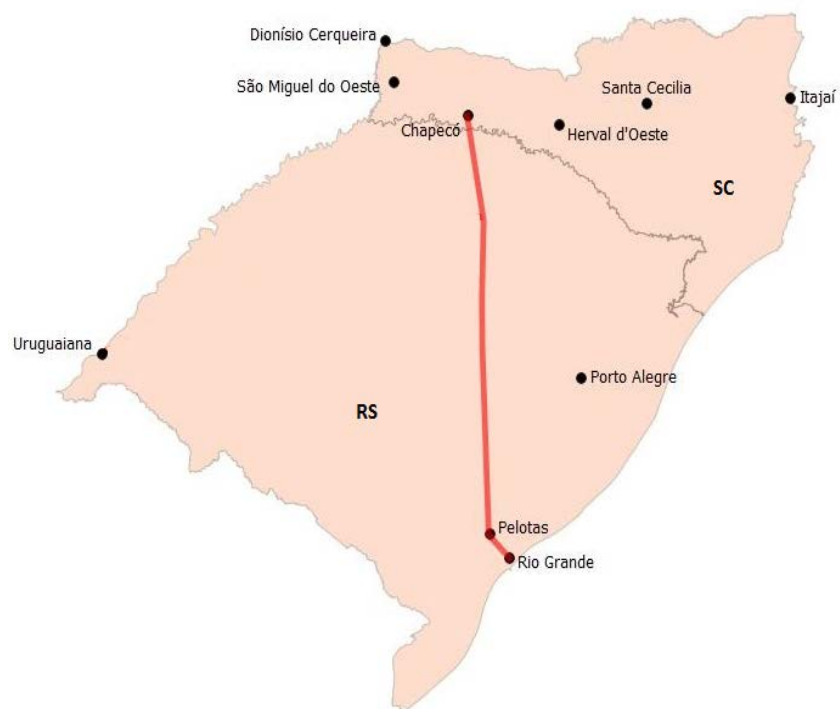 Dionísio Cerqueira
São Miguel do Oeste
Santa Cecilia
Itajaí
Chapecó
Herval d'Oeste
SC
Uruguaiana
Porto Alegre
RS
Pelotas
Rio Grande